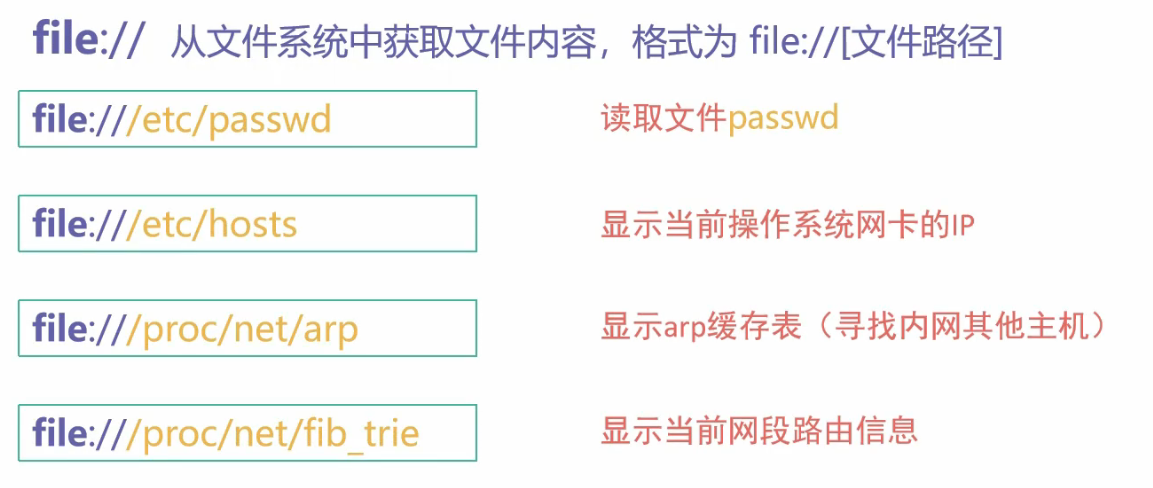 file:// 从文件系统中获取文件内容，格式为 file://[文件路径]
file:///etc/passwd 读取文件passwd
file:///etc/hosts 显示当前操作系统网卡的IP
file:///proc/net/arp 显示arp缓存表（寻找内网其他主机）
file:///proc/net/fib_trie 显示当前网段路由信息